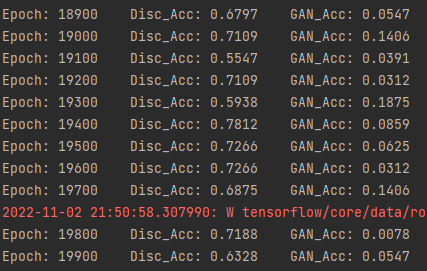 Epoch: 18900 Disc_Acc: 0.6797 GAN_Acc: 0.0547
Epoch: 19000 Disc_Acc: 0.7109 GAN_Acc: 0.1406
Epoch: 19100 Disc_Acc: 0.5547 GAN_Acc: 0.0391
Epoch: 19200 Disc_Acc: 0.7109 GAN_Acc: 0.0312
Epoch: 19300 Disc_Acc: 0.5938 GAN_Acc: 0.1875
Epoch: 19400 Disc_Acc: 0.7812 GAN_Acc: 0.0859
Epoch: 19500 Disc_Acc: 0.7266 GAN_Acc: 0.0625
Epoch: 19600 Disc_Acc: 0.7266 GAN_Acc: 0.0312
Epoch: 19700 Disc_Acc: 0.6875 GAN_Acc: 0.1406
2022-11-02 21:50:58.307990: W tensorflow/core/data/ro
Epoch: 19800 Disc_Acc: 0.7188 GAN_Acc: 0.0078
Epoch: 19900 Disc_Acc: 0.6328 GAN_Acc: 0.0547